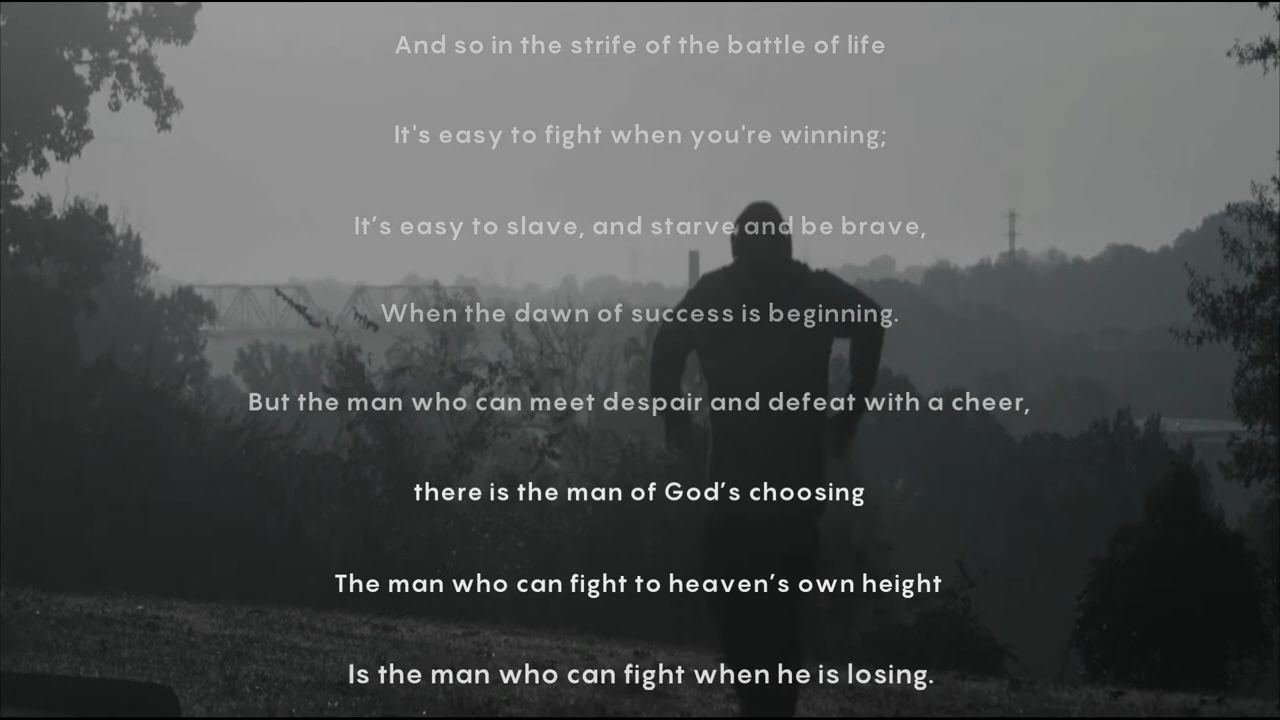 And so in the strife of the battle of life
It's easy to fight when you're winning;
It’s easy to slave, and starve and be brave,
When the dawn of success is beginning.
But the man who can meet despair and defeat with a cheer,
there is the man of God’s choosing
The man who can fight to heaven’s own height
Is the man who can fight when he is losing.